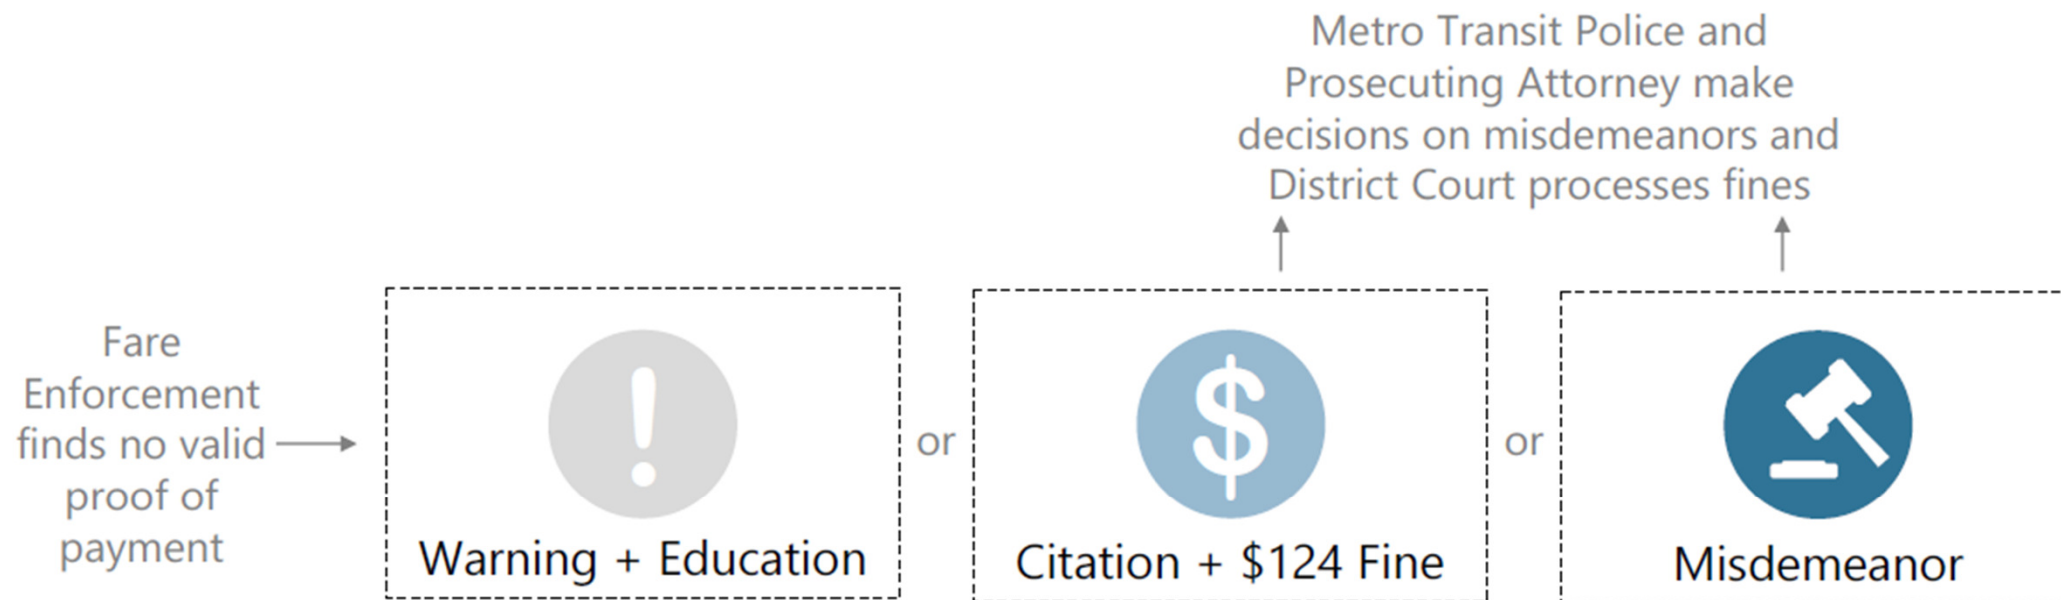 Metro Transit Police and
Prosecuting Attorney make
decisions on misdemeanors and
District Court processes fines
Fare
Enforcement
finds no valid
proof of
payment
Warning + Education
or
$
Citation + $124 Fine
or
Misdemeanor